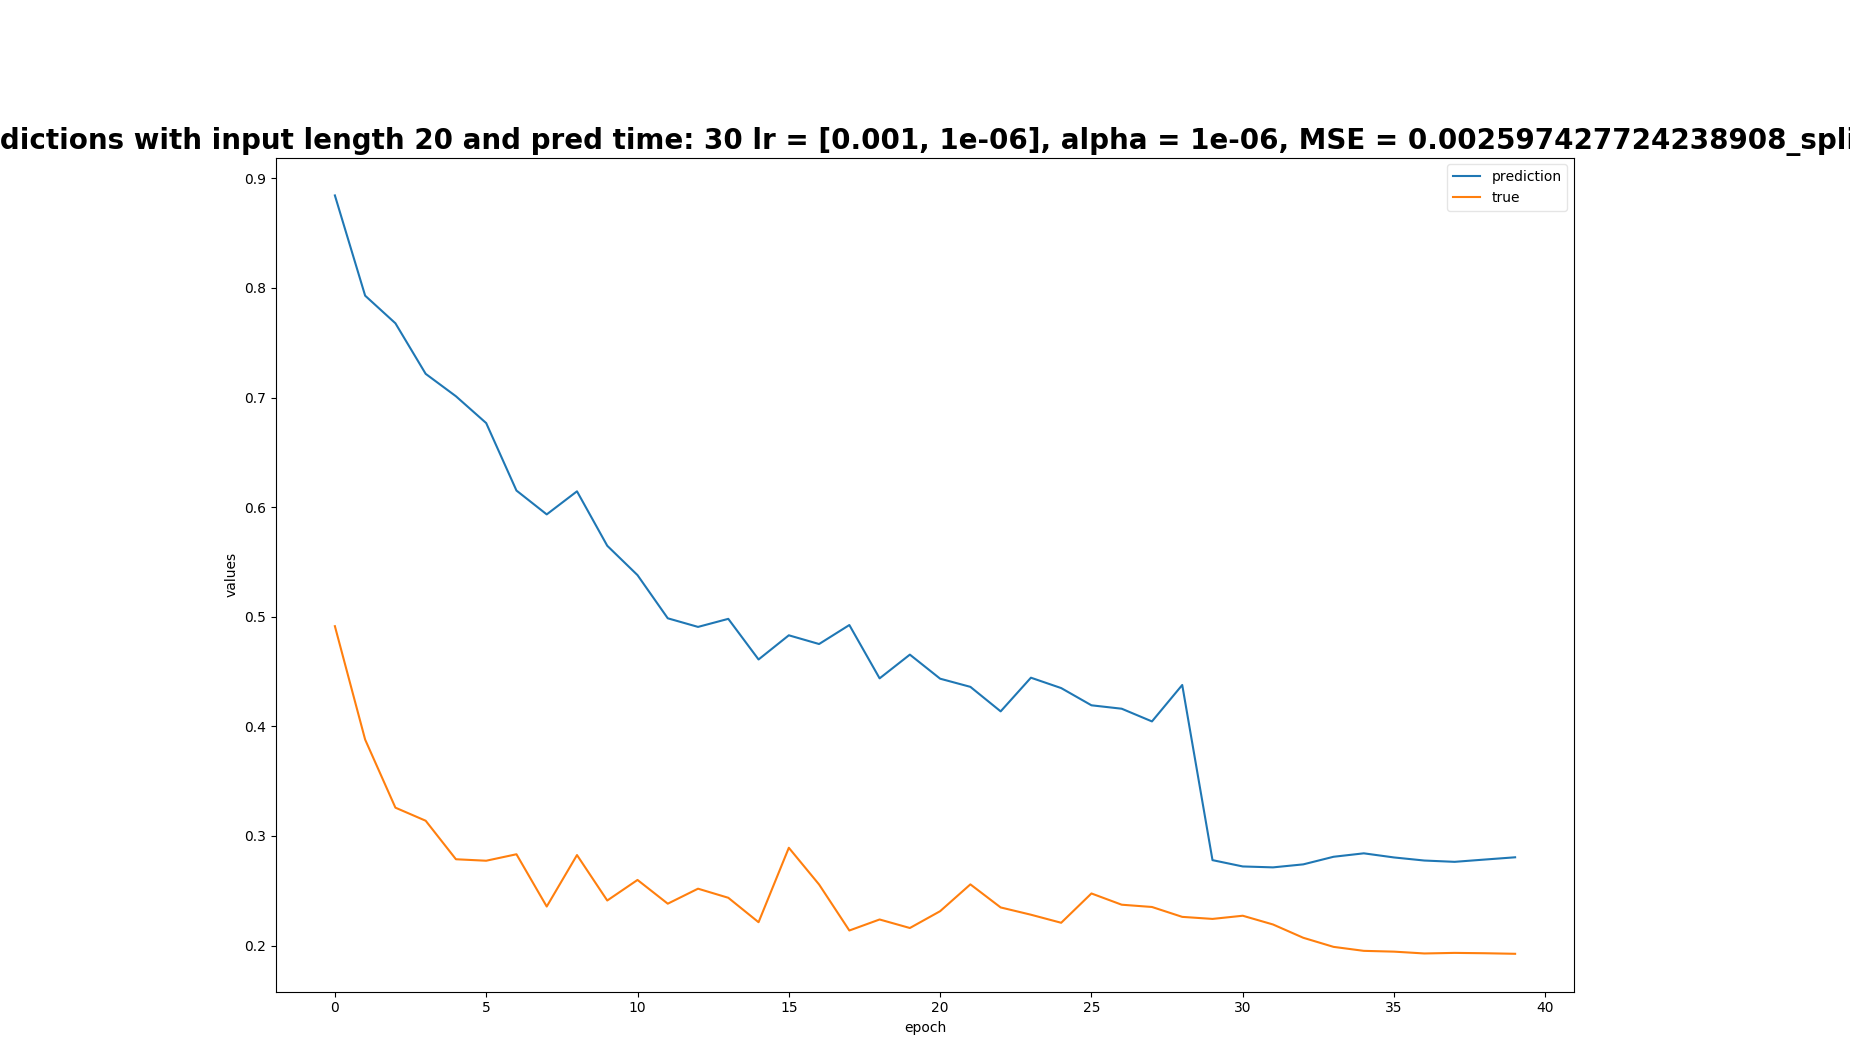 dictions with input length 20 and pred time: 30 lr = [0.001, 1e-06], alpha = 1e-06, MSE = 0.002597427724238908_spli
prediction
true
0.9
0.8
0.7
0.6
0.5
0.4
0.3
0.2
values
0 5 10 15 20 25 30 35 40
epoch